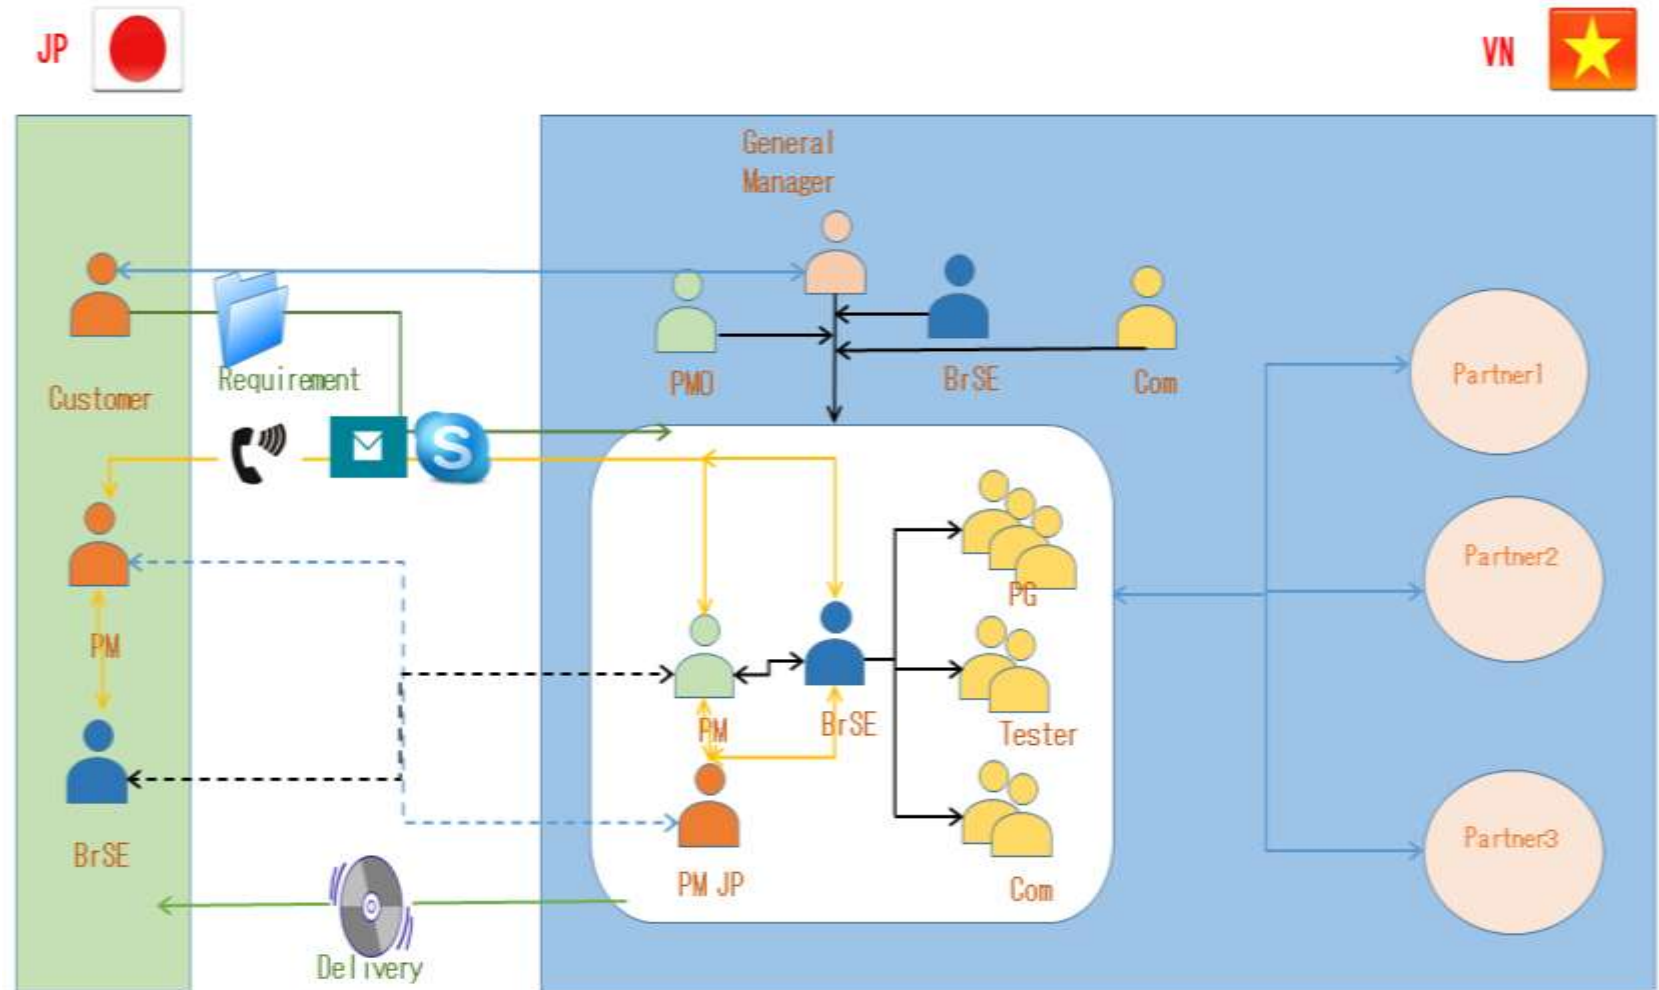 JP
VN
General
Manager
Customer
Requirement
PMO
BrSE
Com
Partner1
S
PM
BrSE
PM
BrSE
PM JP
PG
Tester
Com
Partner2
Partner3
Delivery